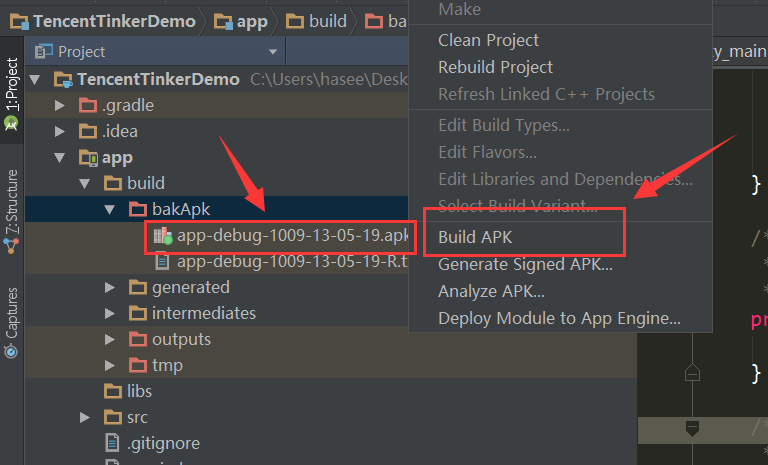 TencentTinkerDemo app build bak
Project
TencentTinkerDemo C:\Users\hasee\Desk
.gradle
.idea
app
build
bakApk
app-debug-1009-13-05-19.apk
app-debug-1009-13-05-19-R.t
generated
intermediates
outputs
tmp
libs
src
.gitignore
1: Project
7: Structure
Captures
Make
Clean Project
Rebuild Project
Refresh Linked C++ Projects
Edit Build Types...
Edit Flavors...
Edit Libraries and Dependencies...
Select Build Variant...
Build APK
Generate Signed APK...
Analyze APK...
Deploy Module to App Engine...
y_main
}
/*
*
*
pr
}
/*
*